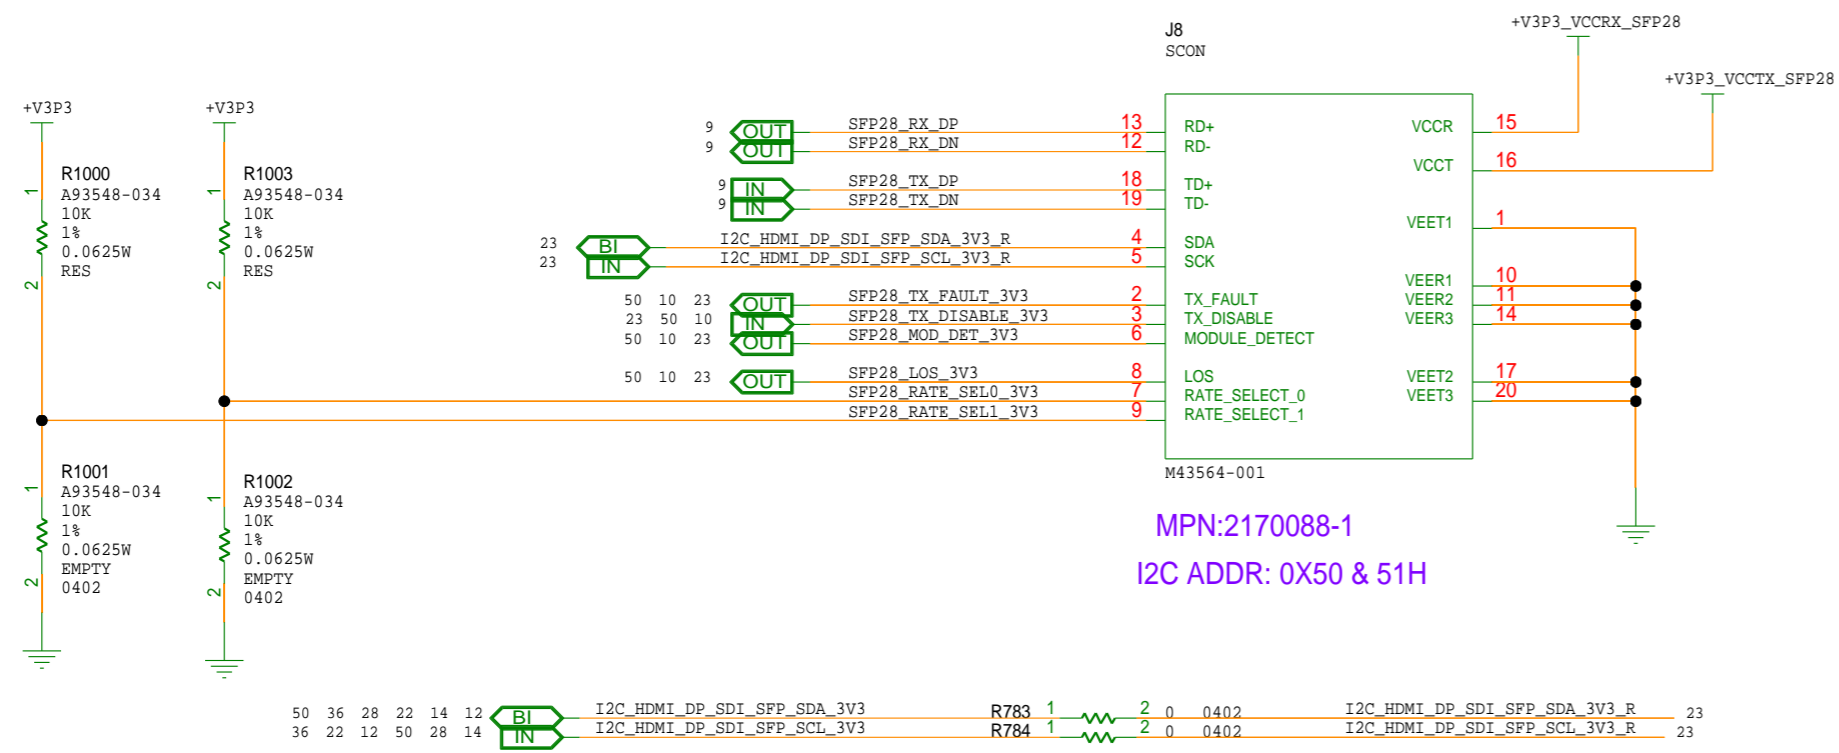 J8
SCON
+V3P3_VCCRX_SFP28
+V3P3_VCCTX_SFP28
+V3P3
+V3P3
R1000
A93548-034
10K
1%
0.0625W
RES
1
2
R1003
A93548-034
10K
1%
0.0625W
RES
1
2
9 OUT SFP28_RX_DP 13 RD+
9 OUT SFP28_RX_DN 12 RD-
9 IN SFP28_TX_DP 18 TD+
9 IN SFP28_TX_DN 19 TD-
23 BI I2C_HDMI_DP_SDI_SFP_SDA_3V3_R 4 SDA
23 IN I2C_HDMI_DP_SDI_SFP_SCL_3V3_R 5 SCK
50 10 23 OUT SFP28_TX_FAULT_3V3 2 TX_FAULT
23 50 10 IN SFP28_TX_DISABLE_3V3 3 TX_DISABLE
50 10 23 OUT SFP28_MOD_DET_3V3 6 MODULE_DETECT
50 10 23 OUT SFP28_LOS_3V3 8 LOS
SFP28_RATE_SEL0_3V3 7 RATE_SELECT_0
SFP28_RATE_SEL1_3V3 9 RATE_SELECT_1
VCCR 15
VCCT 16
VEET1 1
VEER1 10
VEER2 11
VEER3 14
VEET2 17
VEET3 20
M43564-001
R1001
A93548-034
10K
1%
0.0625W
EMPTY
0402
1
2
R1002
A93548-034
10K
1%
0.0625W
EMPTY
0402
1
2
MPN:2170088-1
I2C ADDR: 0X50 & 51H
50 36 28 22 14 12 BI I2C_HDMI_DP_SDI_SFP_SDA_3V3 R783 1 2 0 0402 I2C_HDMI_DP_SDI_SFP_SDA_3V3_R 23
36 22 12 50 28 14 IN I2C_HDMI_DP_SDI_SFP_SCL_3V3 R784 1 2 0 0402 I2C_HDMI_DP_SDI_SFP_SCL_3V3_R 23